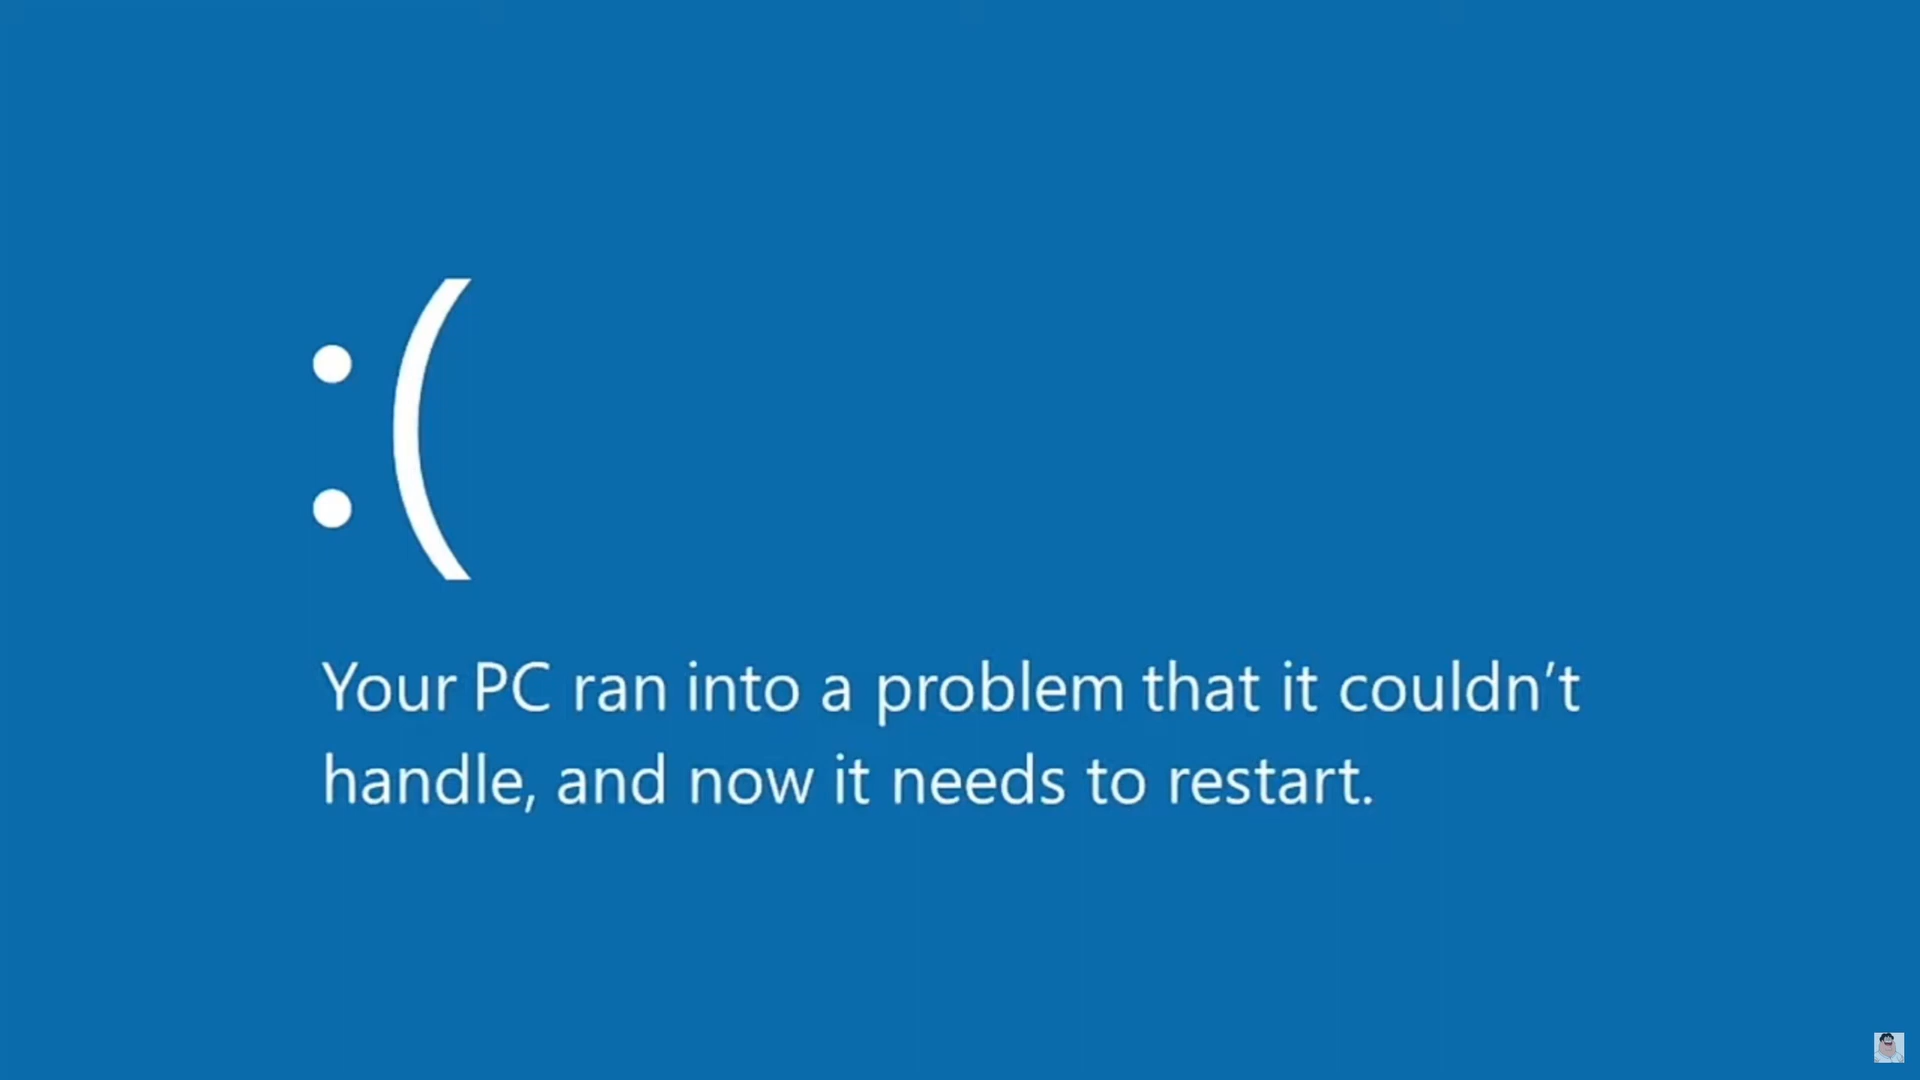 :(
Your PC ran into a problem that it couldn't
handle, and now it needs to restart.